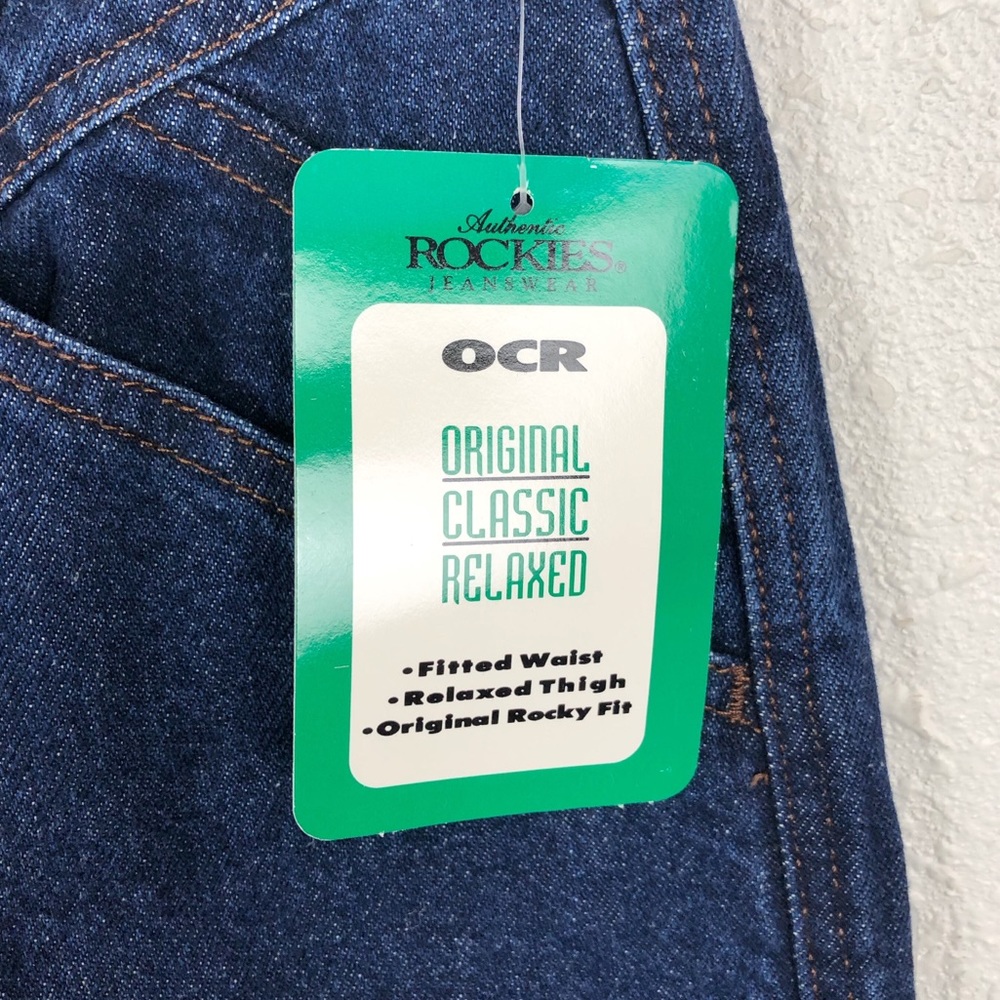 Authentic
ROCKIES®
JEANSWEAR
OCR
ORIGINAL
CLASSIC
RELAXED
•Fitted Waist
•Relaxed Thigh
•Original Rocky Fit